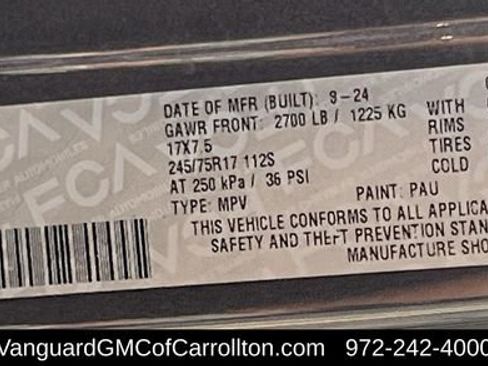 DATE OF MFR (BUILT): 9-24
GAWR FRONT: 2700 LB / 1225 KG WITH
17X7.5 RIMS
245/75R17 112S TIRES
AT 250 kPa / 36 PSI COLD
TYPE: MPV PAINT: PAU
THIS VEHICLE CONFORMS TO ALL APPLICA
SAFETY AND THEFT PREVENTION STAN
MANUFACTURE SHO
FCA
VanguardGMCofCarrollton.com 972-242-4000